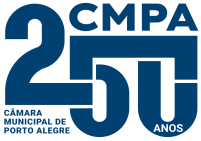 CMPA
250
ANOS
CÂMARA
MUNICIPAL DE
PORTO ALEGRE